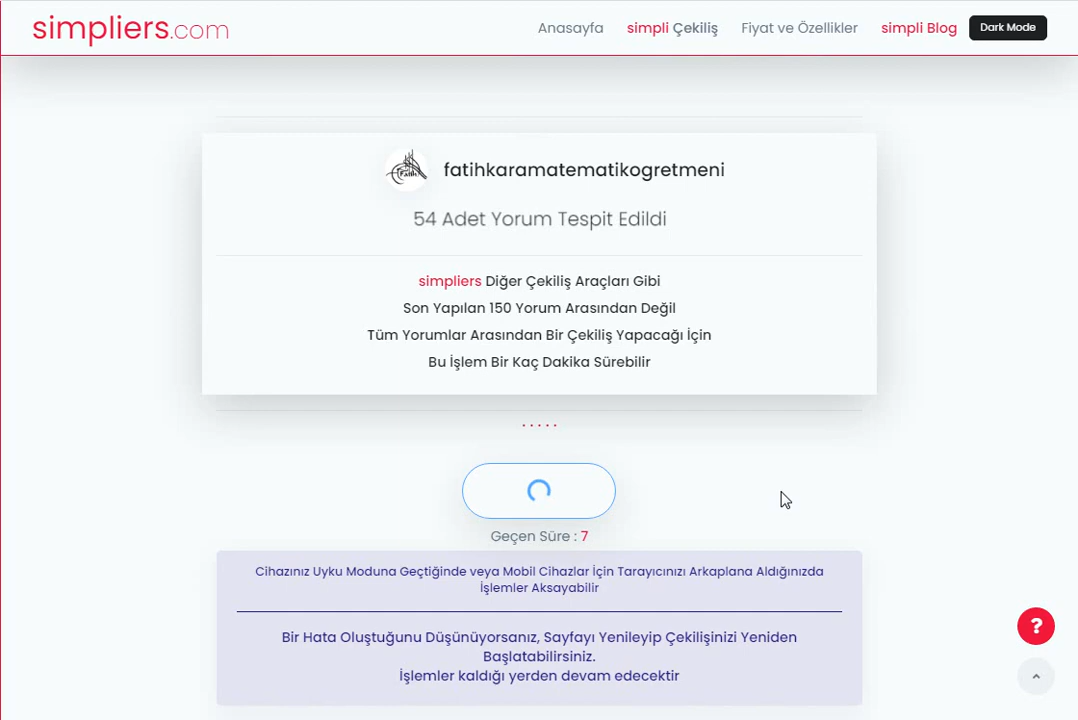 simpliers.com
Anasayfa simpli Çekiliş Fiyat ve Özellikler simpli Blog Dark Mode
fatihkaramatematikogretmeni
54 Adet Yorum Tespit Edildi
simpliers Diğer Çekiliş Araçları Gibi
Son Yapılan 150 Yorum Arasından Değil
Tüm Yorumlar Arasından Bir Çekiliş Yapacağı İçin
Bu İşlem Bir Kaç Dakika Sürebilir
.....
Geçen Süre : 7
Cihazınız Uyku Moduna Geçtiğinde veya Mobil Cihazlar İçin Tarayıcınızı Arkaplana Aldığınızda
İşlemler Aksayabilir
Bir Hata Oluştuğunu Düşünüyorsanız, Sayfayı Yenileyip Çekilişinizi Yeniden
Başlatabilirsiniz.
İşlemler kaldığı yerden devam edecektir
?